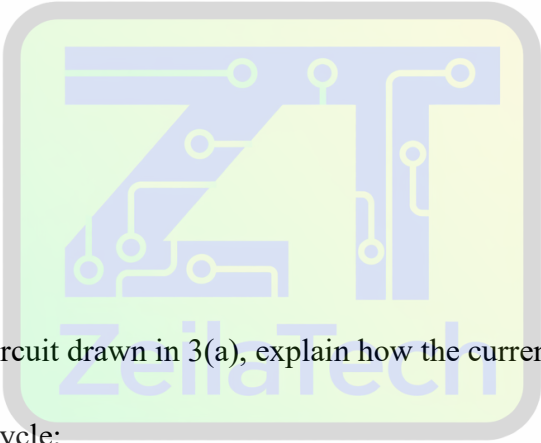 rcuit drawn in 3(a), explain how the curren
ZeilaTech
ycle: